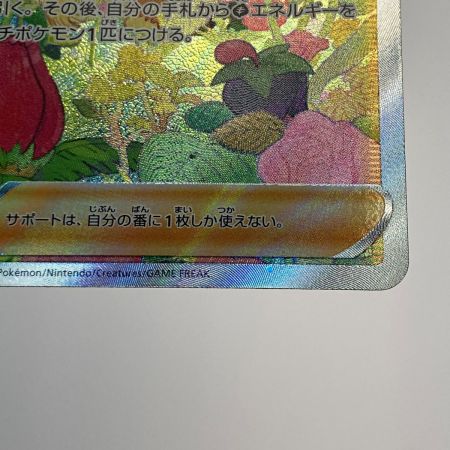 引く。その後、自分の手札からエネルギーを
チポケモン1匹につける。
サポートは、自分の番に1枚しか使えない。
Pokémon/Nintendo/Creatures/GAME FREAK